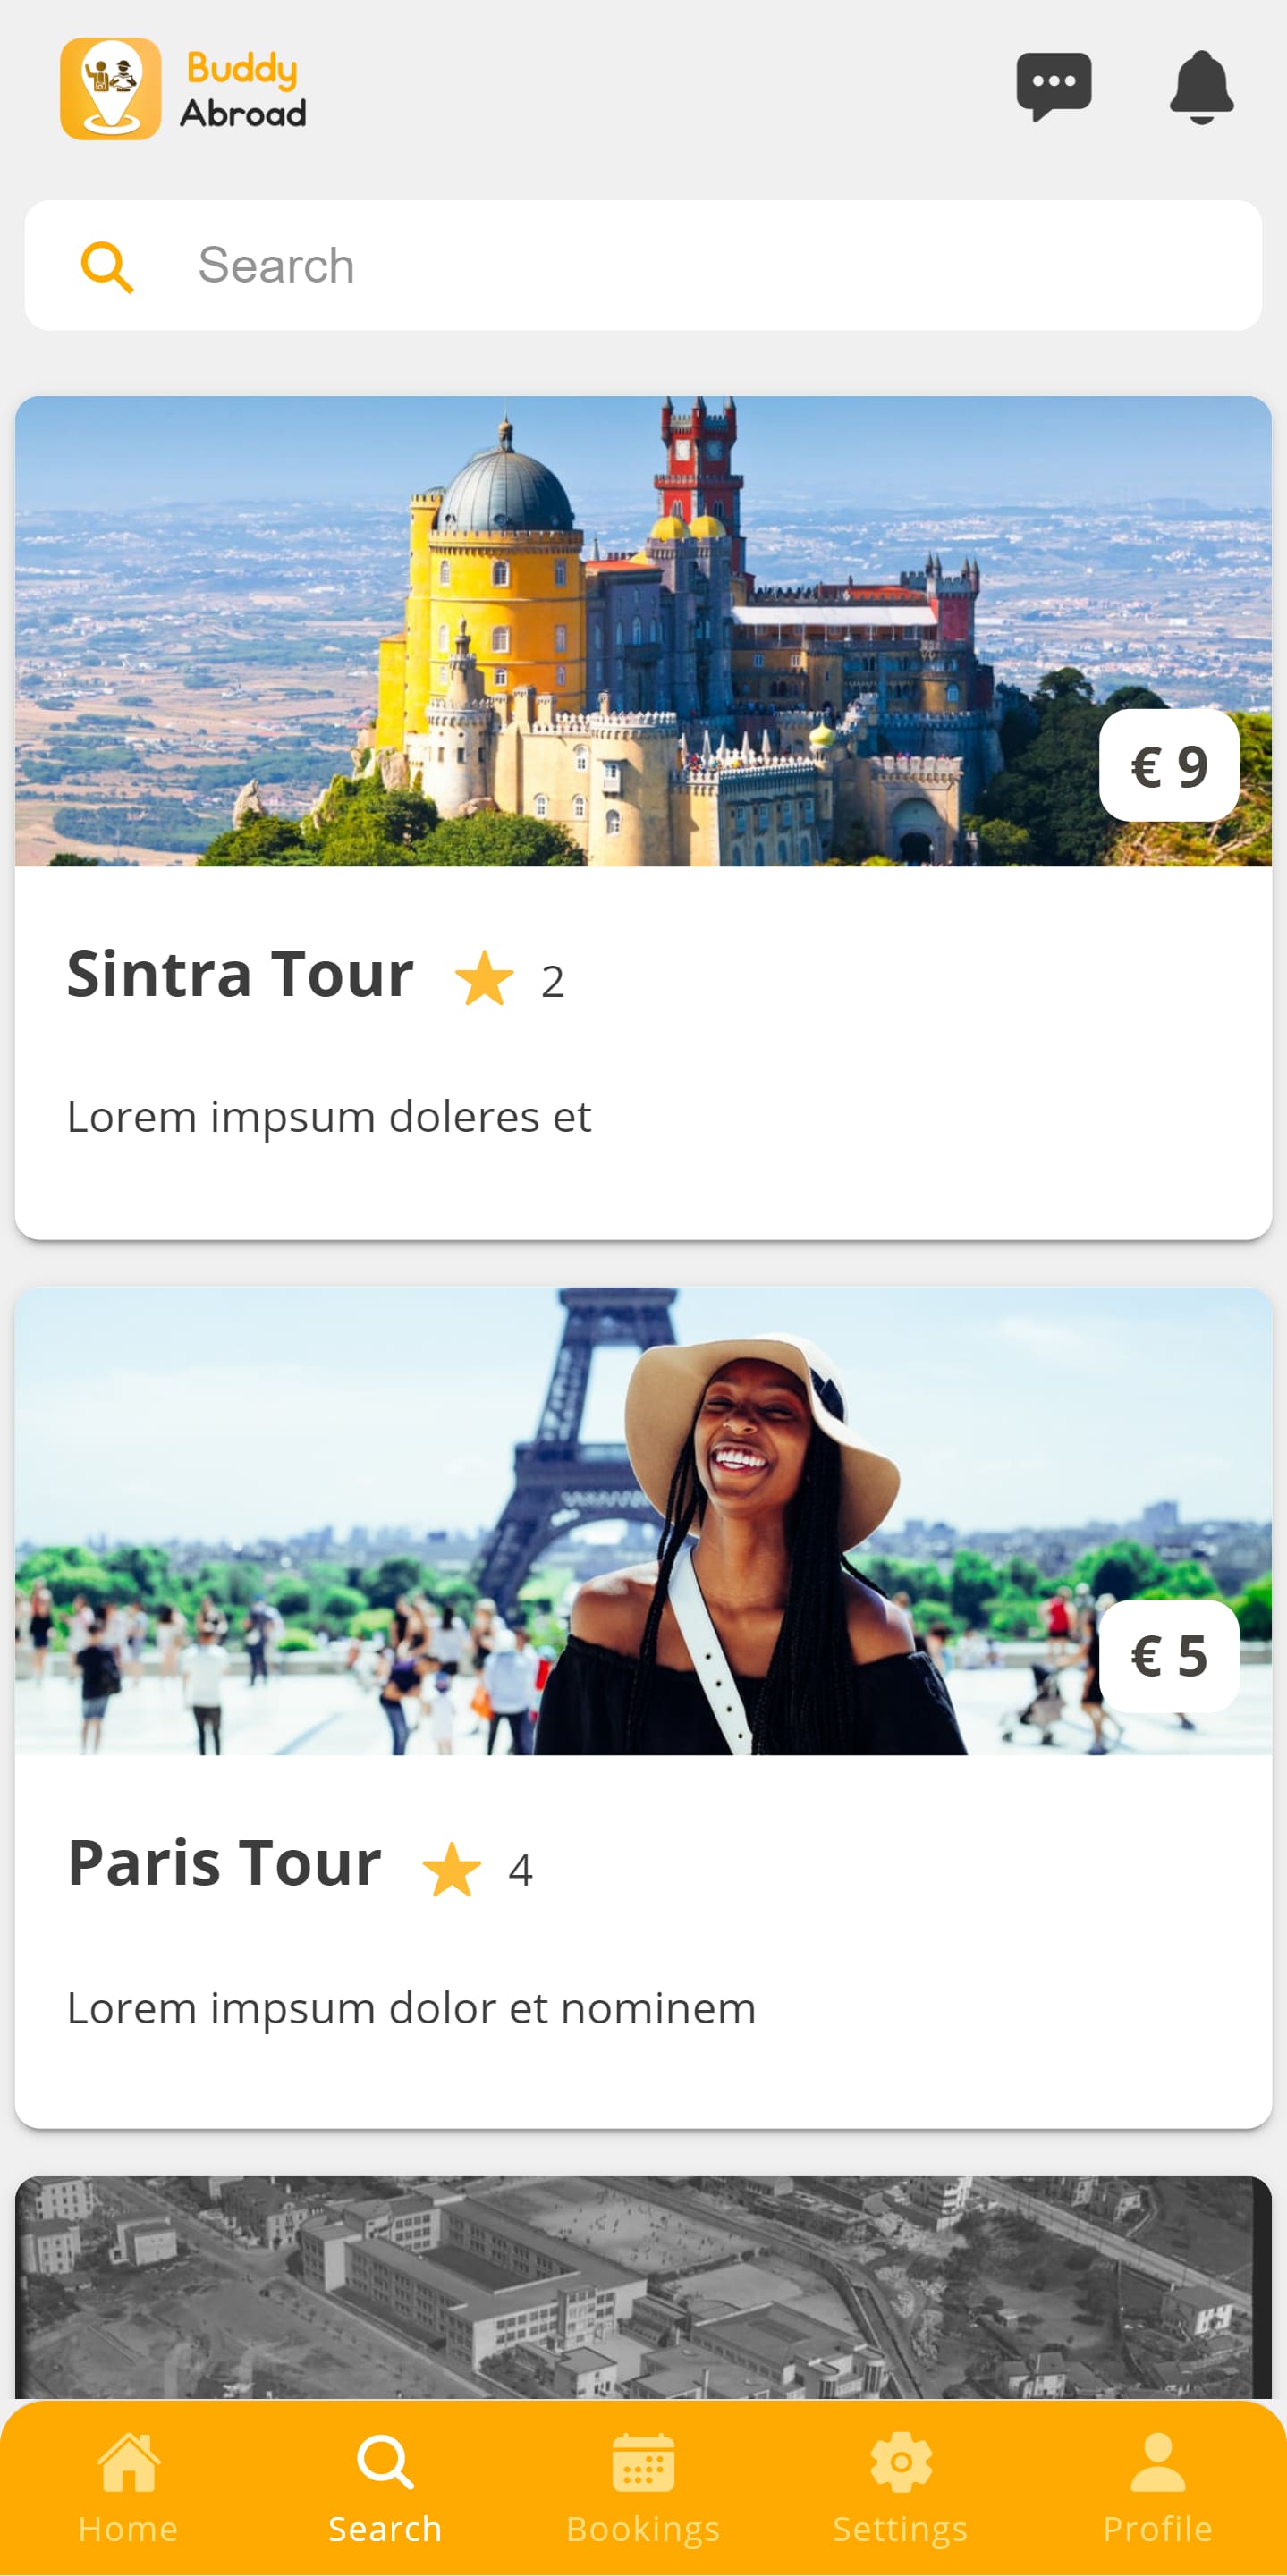 Buddy
Abroad
Search
€ 9
Sintra Tour 2
Lorem impsum doleres et
€ 5
Paris Tour 4
Lorem impsum dolor et nominem
Home Search Bookings Settings Profile